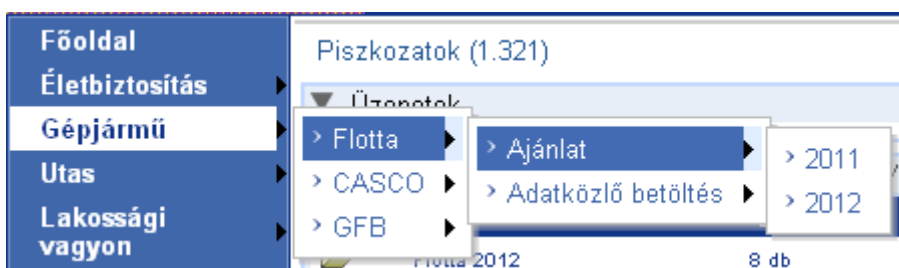 Főoldal
Életbiztosítás
Gépjármű
Utas
Lakossági
vagyon
Piszkozatok (1.321)
Üzenetek
> Flotta
> CASCO
> GFB
> Ajánlat
> Adatközlő betöltés
> 2011
> 2012
Flotta 2012 8 db